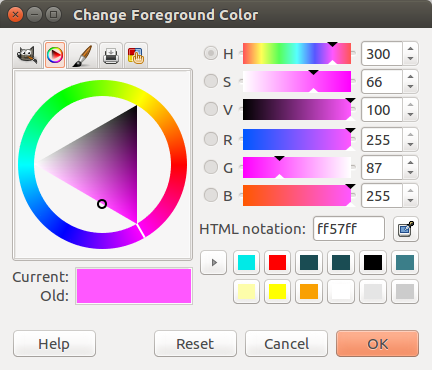 Change Foreground Color
H 300
S 66
V 100
R 255
G 87
B 255
HTML notation: ff57ff
Current:
Old:
Help Reset Cancel OK